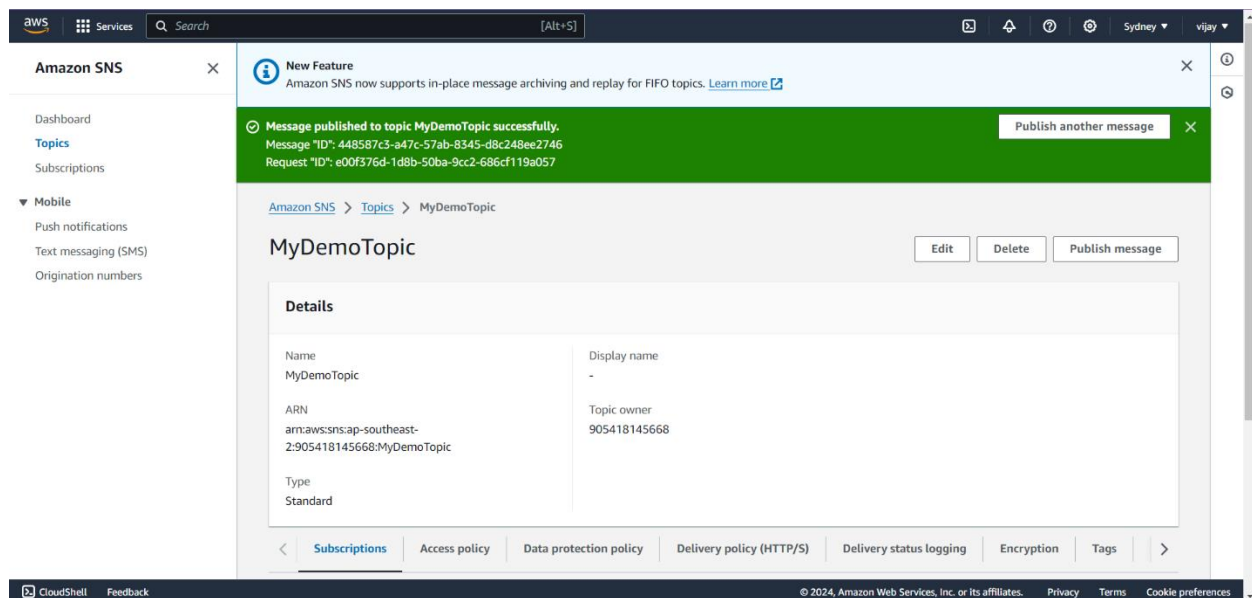 aws
Services
Search
[Alt+S]
Sydney
vijay
Amazon SNS
Dashboard
Topics
Subscriptions
Mobile
Push notifications
Text messaging (SMS)
Origination numbers
New Feature
Amazon SNS now supports in-place message archiving and replay for FIFO topics. Learn more
Message published to topic MyDemoTopic successfully.
Message "ID": 448587c3-a47c-57ab-8345-d8c248ee2746
Request "ID": e00f376d-1d8b-50ba-9cc2-686cf119a057
Publish another message
Amazon SNS > Topics > MyDemoTopic
MyDemoTopic
Edit
Delete
Publish message
Details
Name
MyDemoTopic
ARN
arn:aws:sns:ap-southeast-
2:905418145668:MyDemoTopic
Type
Standard
Display name
-
Topic owner
905418145668
Subscriptions
Access policy
Data protection policy
Delivery policy (HTTP/S)
Delivery status logging
Encryption
Tags
CloudShell
Feedback
© 2024, Amazon Web Services, Inc. or its affiliates.
Privacy
Terms
Cookie preferences